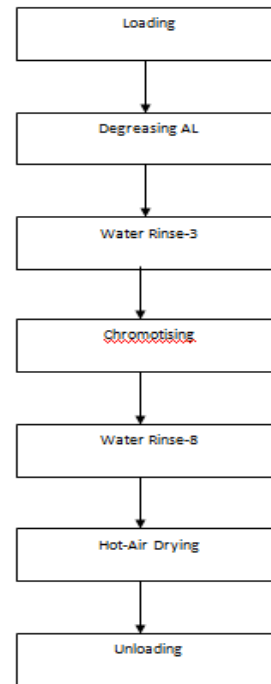 Loading
Degreasing AL
Water Rinse-3
Chromotising
Water Rinse-8
Hot-Air Drying
Unloading